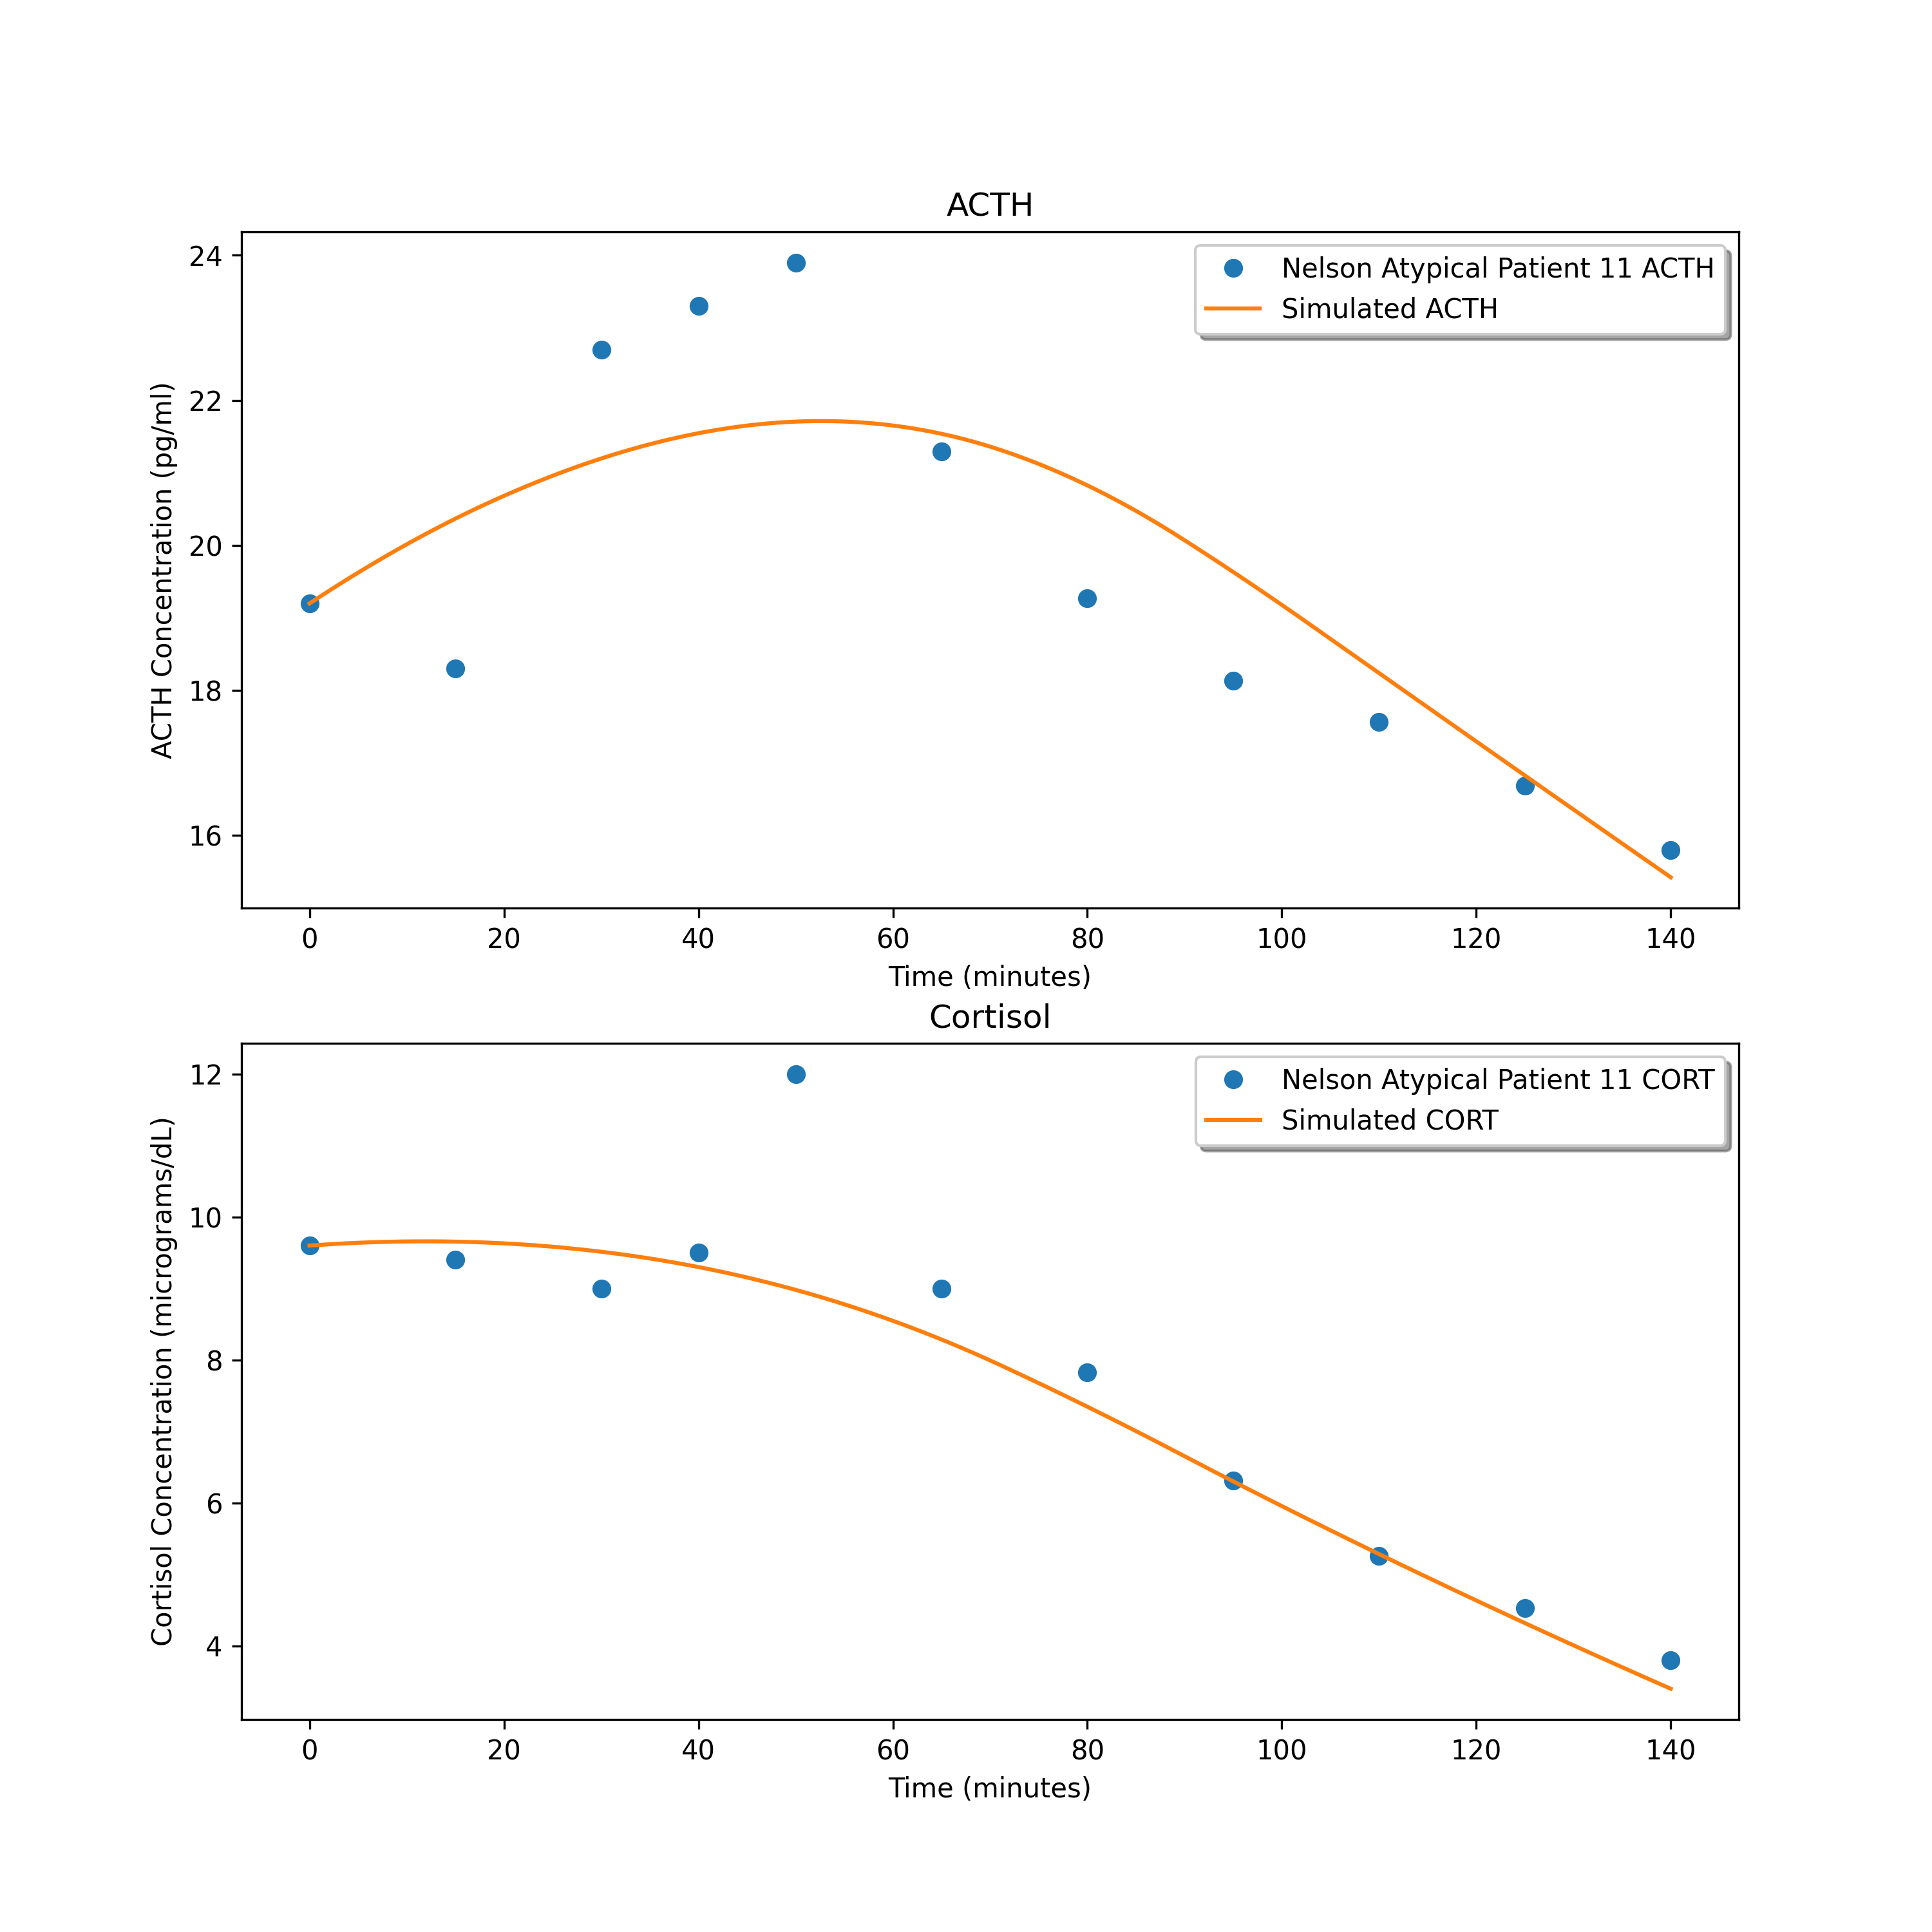 ACTH
24
22
20
18
16
ACTH Concentration (pg/ml)
Nelson Atypical Patient 11 ACTH
Simulated ACTH
0 20 40 60 80 100 120 140
Time (minutes)
Cortisol
12
10
8
6
4
Cortisol Concentration (micrograms/dL)
Nelson Atypical Patient 11 CORT
Simulated CORT
0 20 40 60 80 100 120 140
Time (minutes)